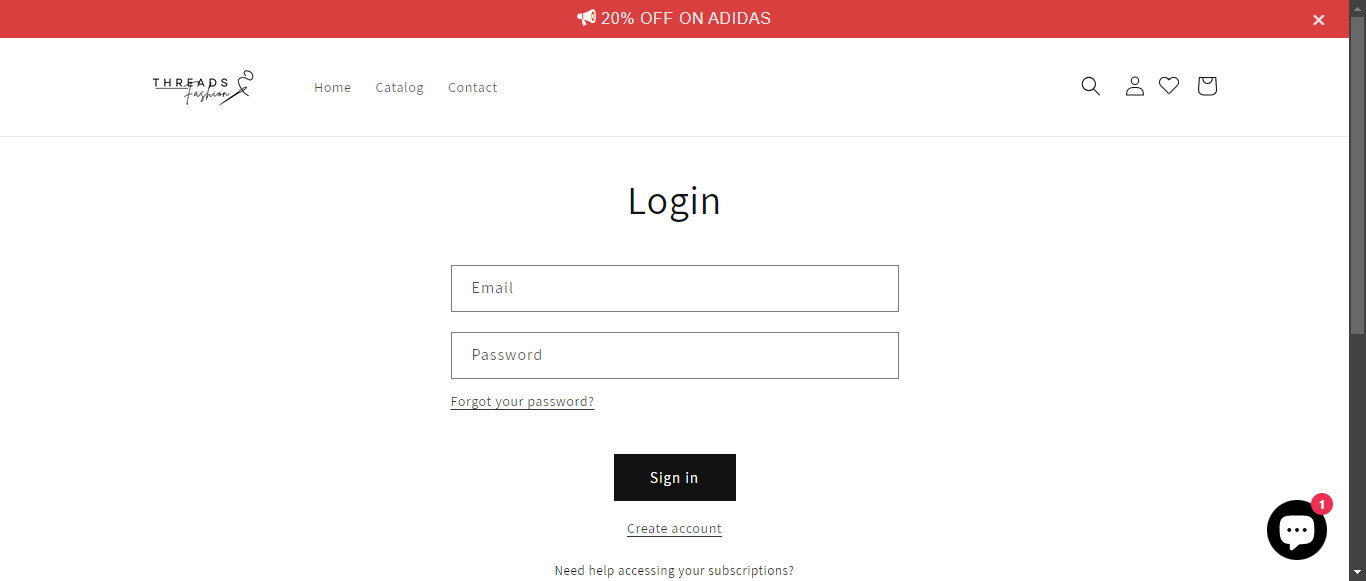 20% OFF ON ADIDAS
THREADS
Fashion
Home Catalog Contact
Login
Email
Password
Forgot your password?
Sign in
Create account
Need help accessing your subscriptions?
1